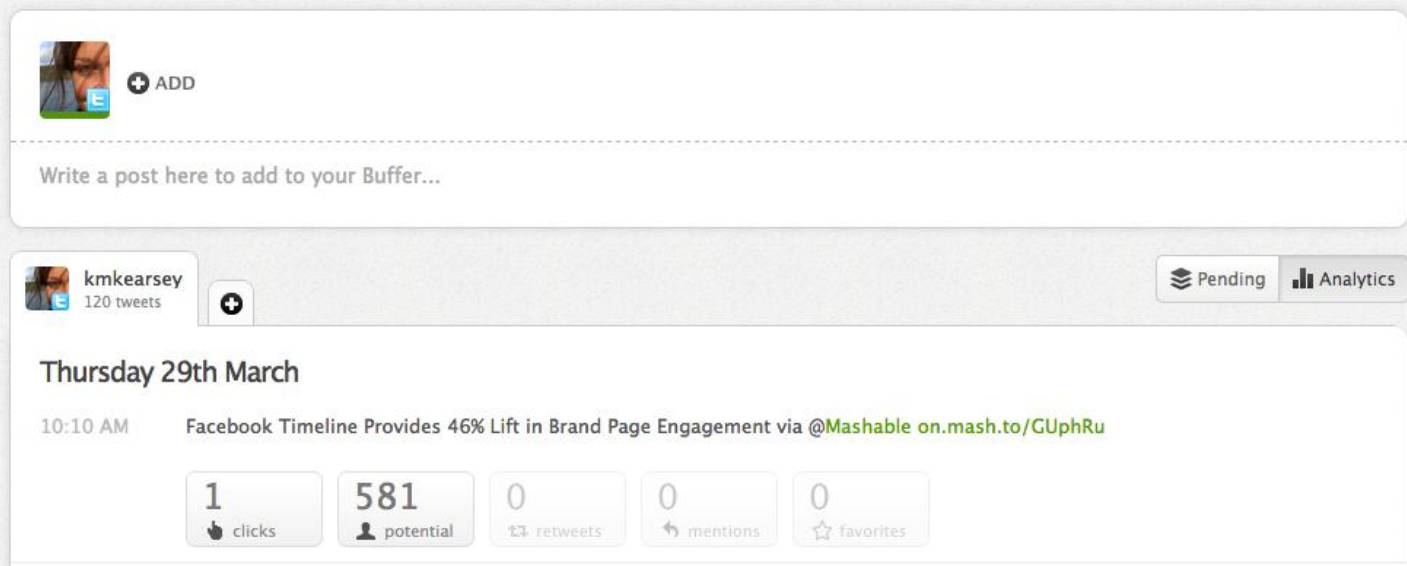 ADD
Write a post here to add to your Buffer...
kmkearsey
120 tweets
Pending
Analytics
Thursday 29th March
10:10 AM Facebook Timeline Provides 46% Lift in Brand Page Engagement via @Mashable on.mash.to/GUphRu
1 581 0 0 0
clicks potential retweets mentions favorites